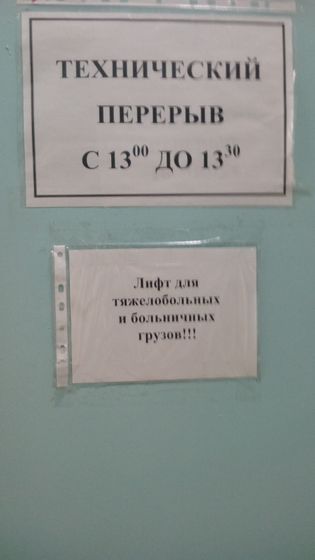 ТЕХНИЧЕСКИЙ
ПЕРЕРЫВ
С 13⁰⁰ ДО 13³⁰
Лифт для
тяжелобольных
и больничных
грузов!!!